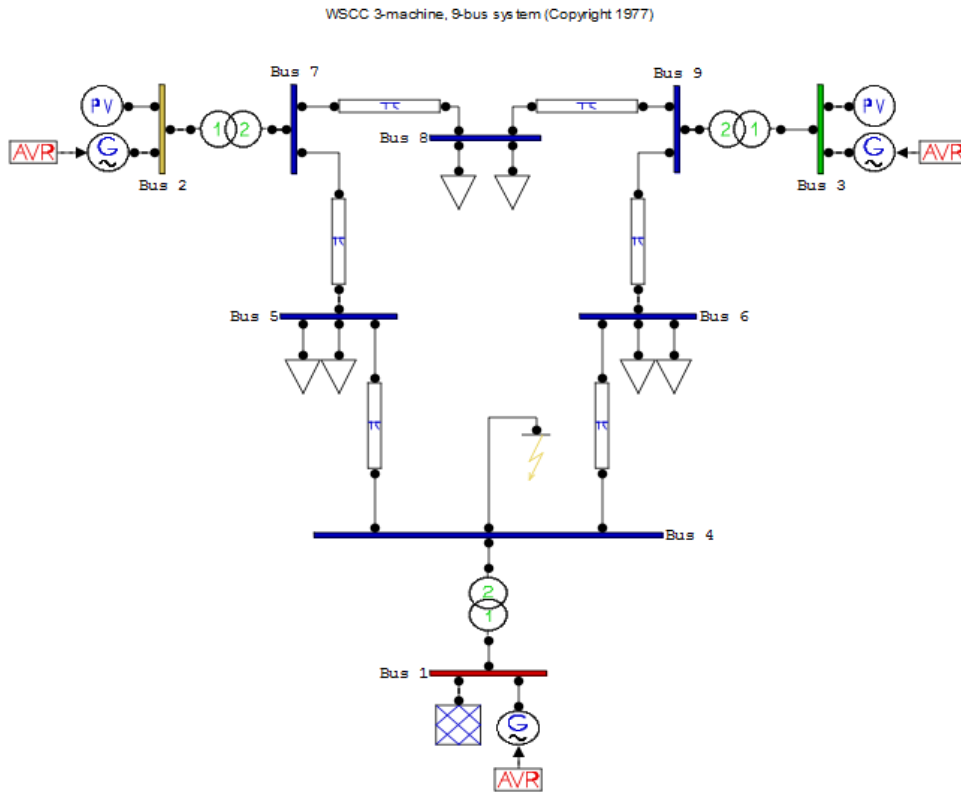 WSCC 3-machine, 9-bus system (Copyright 1977)
Bus 7
Bus 9
PV
1 2
π
π
2 1
PV
Bus 8
AVR
G
G
AVR
Bus 2
Bus 3
π
π
Bus 5
Bus 6
π
π
Bus 4
2
1
Bus 1
G
AVR